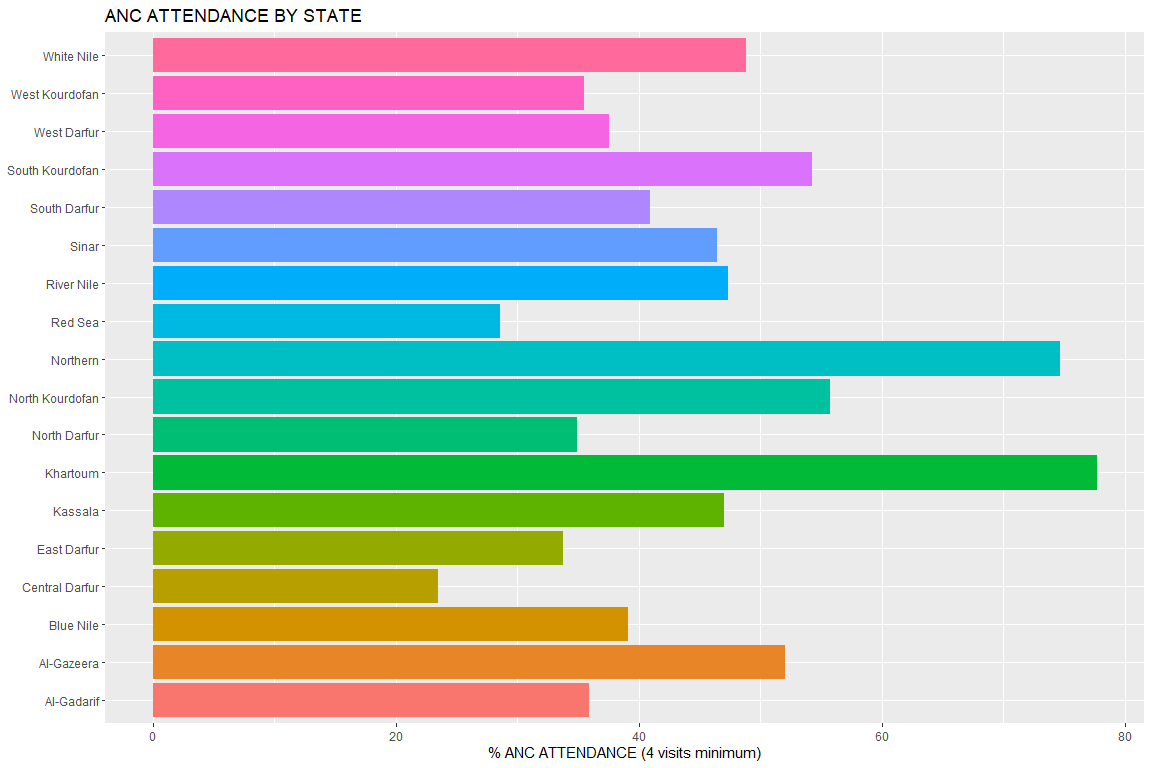 ANC ATTENDANCE BY STATE
White Nile
West Kourdofan
West Darfur
South Kourdofan
South Darfur
Sinar
River Nile
Red Sea
Northern
North Kourdofan
North Darfur
Khartoum
Kassala
East Darfur
Central Darfur
Blue Nile
Al-Gazeera
Al-Gadarif
0 20 40 60 80
% ANC ATTENDANCE (4 visits minimum)